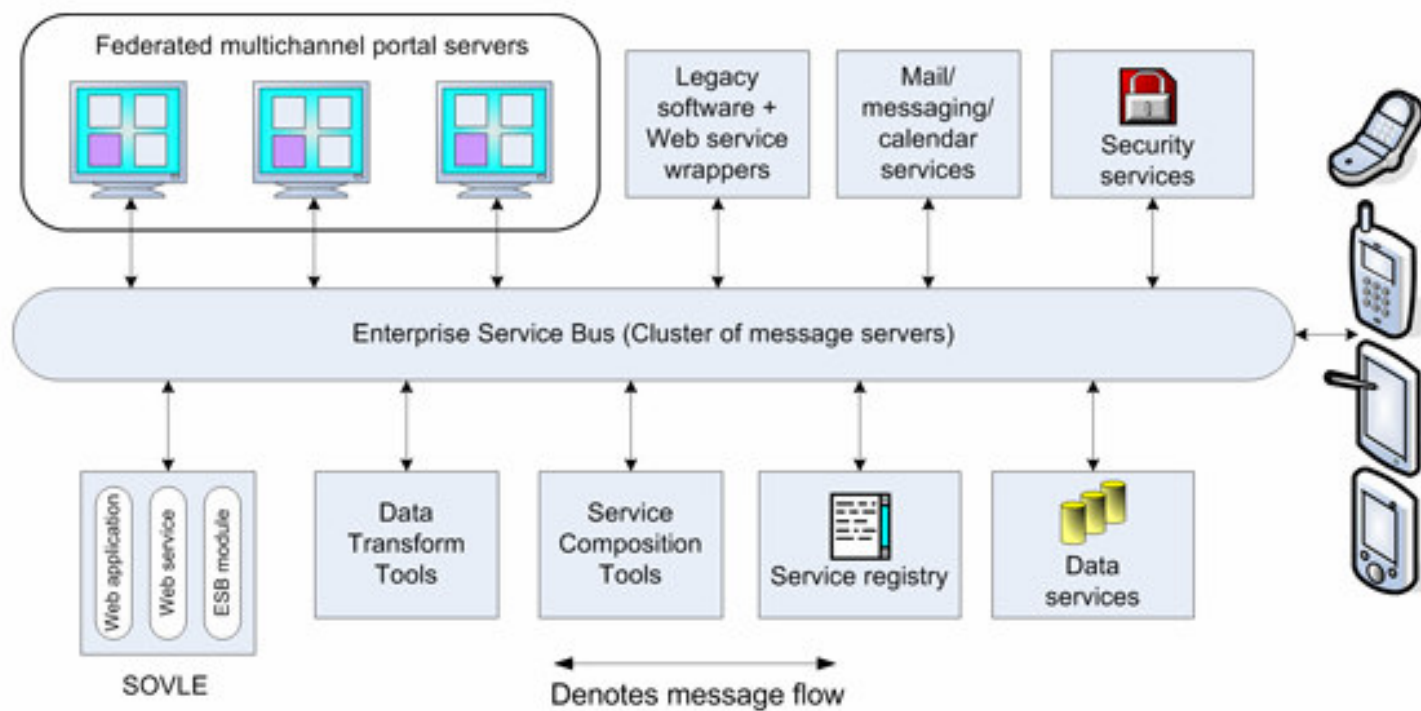 Federated multichannel portal servers
Legacy
software +
Web service
wrappers
Mail/
messaging/
calendar
services
Security
services
Enterprise Service Bus (Cluster of message servers)
Web application
Web service
ESB module
SOVLE
Data
Transform
Tools
Service
Composition
Tools
Service registry
Data
services
Denotes message flow